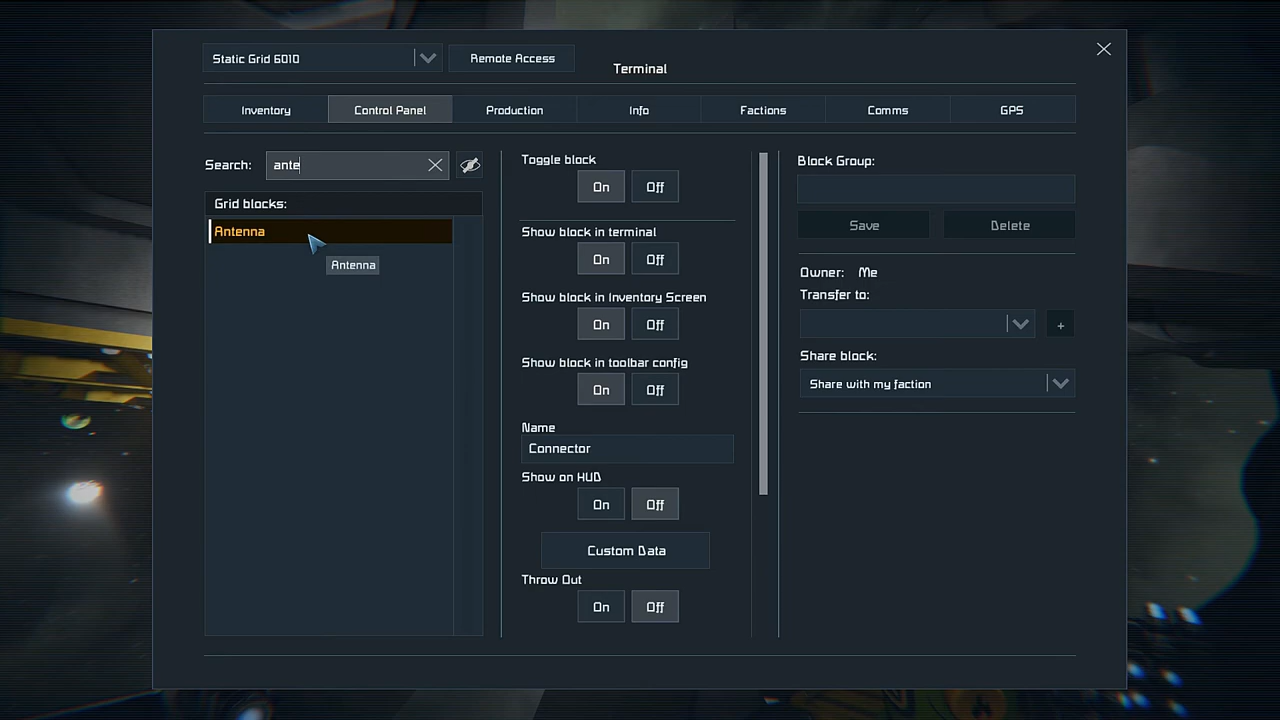 Static Grid 6010
Remote Access
Terminal
Inventory
Control Panel
Production
Info
Factions
Comms
GPS
Search:
ante
Grid blocks:
Antenna
Antenna
Toggle block
On
Off
Show block in terminal
On
Off
Show block in Inventory Screen
On
Off
Show block in toolbar config
On
Off
Name
Connector
Show on HUD
On
Off
Custom Data
Throw Out
On
Off
Block Group:
Save
Delete
Owner: Me
Transfer to:
+
Share block:
Share with my faction